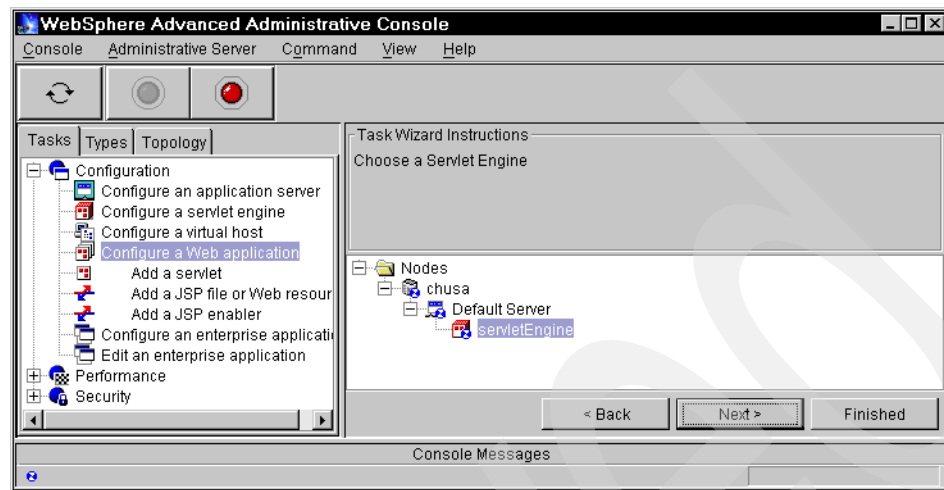 WebSphere Advanced Administrative Console
Console Administrative Server Command View Help
Tasks Types Topology
Configuration
Configure an application server
Configure a servlet engine
Configure a virtual host
Configure a Web application
Add a servlet
Add a JSP file or Web resour
Add a JSP enabler
Configure an enterprise applicati
Edit an enterprise application
Performance
Security
Task Wizard Instructions
Choose a Servlet Engine
Nodes
chusa
Default Server
servletEngine
< Back Next > Finished
Console Messages